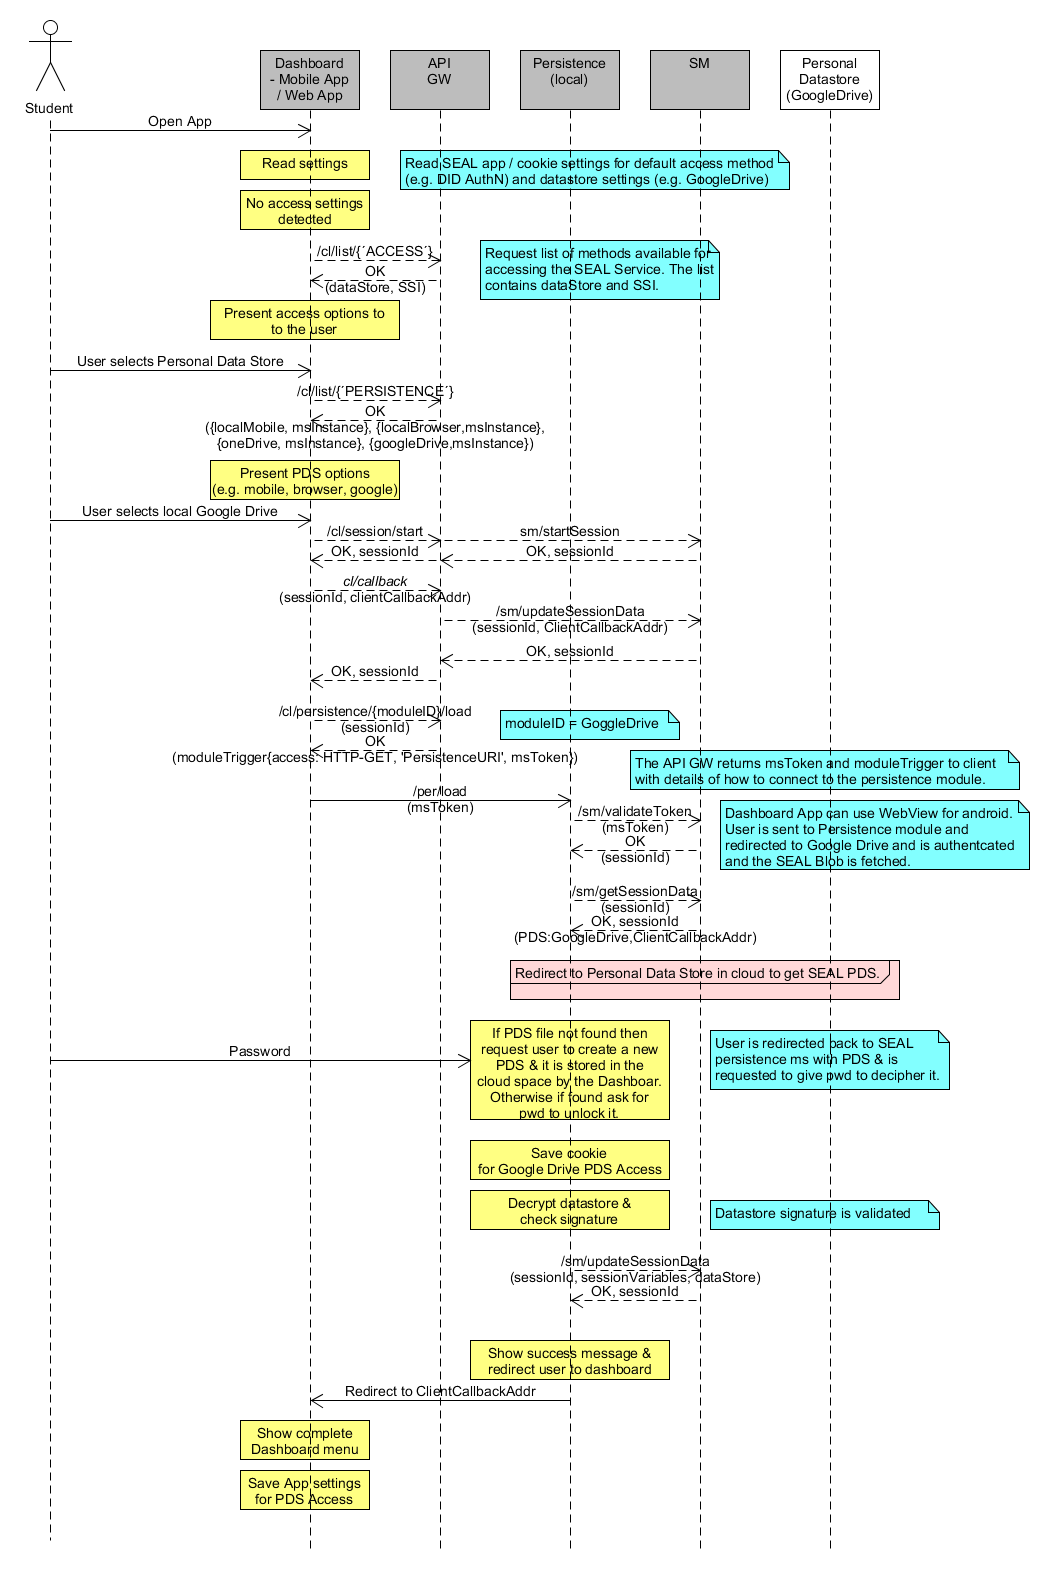 Student
Dashboard
- Mobile App
/ Web App
API
GW
Persistence
(local)
SM
Personal
Datastore
(GoogleDrive)
Open App
Read settings
Read SEAL app / cookie settings for default access method
(e.g. DID AuthN) and datastore settings (e.g. GoogleDrive)
No access settings
detected
/cl/list/{´ACCESS´}
OK
(dataStore, SSI)
Request list of methods available for
accessing the SEAL Service. The list
contains dataStore and SSI.
Present access options to
to the user
User selects Personal Data Store
/cl/list/{´PERSISTENCE´}
OK
({localMobile, msInstance}, {localBrowser,msInstance},
{oneDrive, msInstance}, {googleDrive,msInstance})
Present PDS options
(e.g. mobile, browser, google)
User selects local Google Drive
/cl/session/start
sm/startSession
OK, sessionId
OK, sessionId
cl/callback
(sessionId, clientCallbackAddr)
/sm/updateSessionData
(sessionId, ClientCallbackAddr)
OK, sessionId
OK, sessionId
/cl/persistence/{moduleID}/load
(sessionId)
moduleID = GoggleDrive
OK
(moduleTrigger{access: HTTP-GET, 'PersistenceURI', msToken})
The API GW returns msToken and moduleTrigger to client
with details of how to connect to the persistence module.
/per/load
(msToken)
/sm/validateToken
(msToken)
OK
(sessionId)
Dashboard App can use WebView for android.
User is sent to Persistence module and
redirected to Google Drive and is authentcated
and the SEAL Blob is fetched.
/sm/getSessionData
(sessionId)
OK, sessionId
(PDS:GoogleDrive,ClientCallbackAddr)
Redirect to Personal Data Store in cloud to get SEAL PDS.
Password
If PDS file not found then
request user to create a new
PDS & it is stored in the
cloud space by the Dashboar.
Otherwise if found ask for
pwd to unlock it.
User is redirected back to SEAL
persistence ms with PDS & is
requested to give pwd to decipher it.
Save cookie
for Google Drive PDS Access
Decrypt datastore &
check signature
Datastore signature is validated
/sm/updateSessionData
(sessionId, sessionVariables, dataStore)
OK, sessionId
Show success message &
redirect user to dashboard
Redirect to ClientCallbackAddr
Show complete
Dashboard menu
Save App settings
for PDS Access